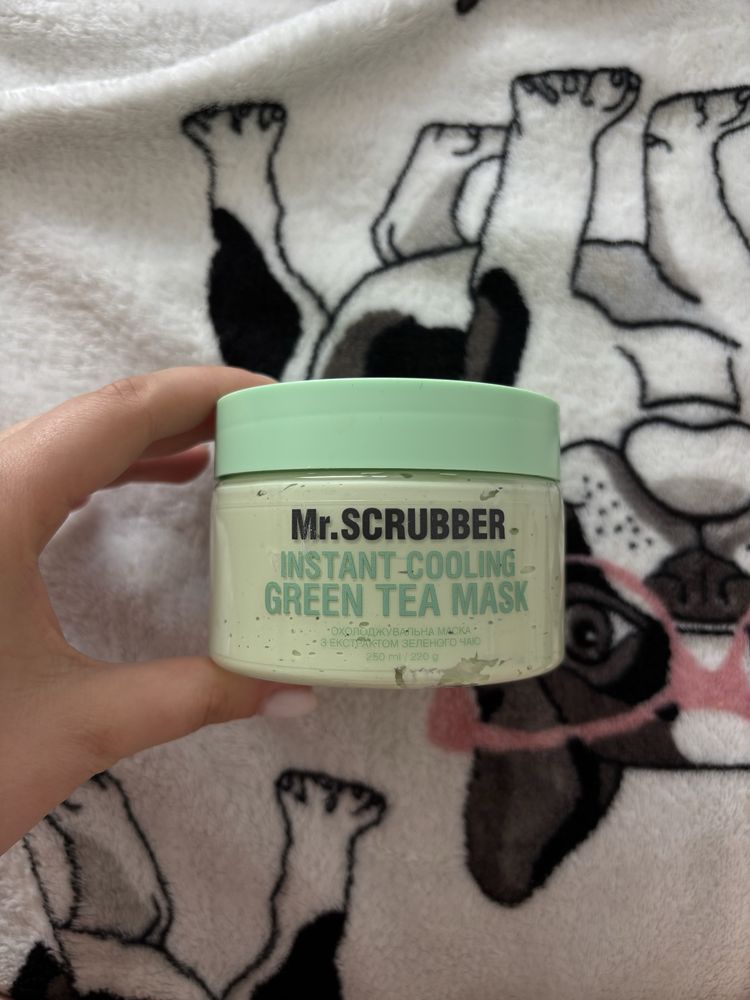 Mr.SCRUBBER
INSTANT COOLING
GREEN TEA MASK
ОХОЛОДЖУВАЛЬНА МАСКА
З ЕКСТРАКТОМ ЗЕЛЕНОГО ЧАЮ
250 ml / 220 g